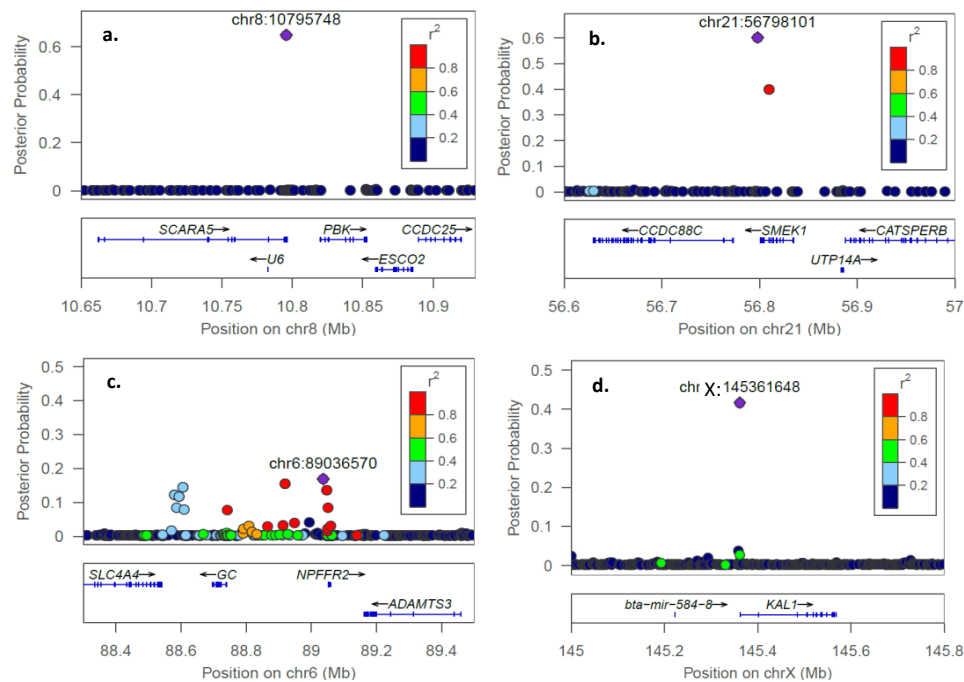 a.
chr8:10795748
r2
0.8
0.6
0.4
0.2
Posterior Probability
0.6
0.4
0.2
0
SCARA5→
PBK→
CCDC25→
←U6
←ESCO2
10.65 10.7 10.75 10.8 10.85 10.9
Position on chr8 (Mb)
b.
chr21:56798101
r2
0.8
0.6
0.4
0.2
Posterior Probability
0.6
0.5
0.4
0.3
0.2
0.1
0
←CCDC88C
←SMEK1
←CATSPERB
UTP14A→
56.6 56.7 56.8 56.9 57
Position on chr21 (Mb)
c.
chr6:89036570
r2
0.8
0.6
0.4
0.2
Posterior Probability
0.5
0.4
0.3
0.2
0.1
0
SLC4A4→
←GC
NPFFR2→
←ADAMTS3
88.4 88.6 88.8 89 89.2 89.4
Position on chr6 (Mb)
d.
chr X:145361648
r2
0.8
0.6
0.4
0.2
Posterior Probability
0.5
0.4
0.3
0.2
0.1
0
bta-mir-584-8→
KAL1→
145 145.2 145.4 145.6 145.8
Position on chrX (Mb)